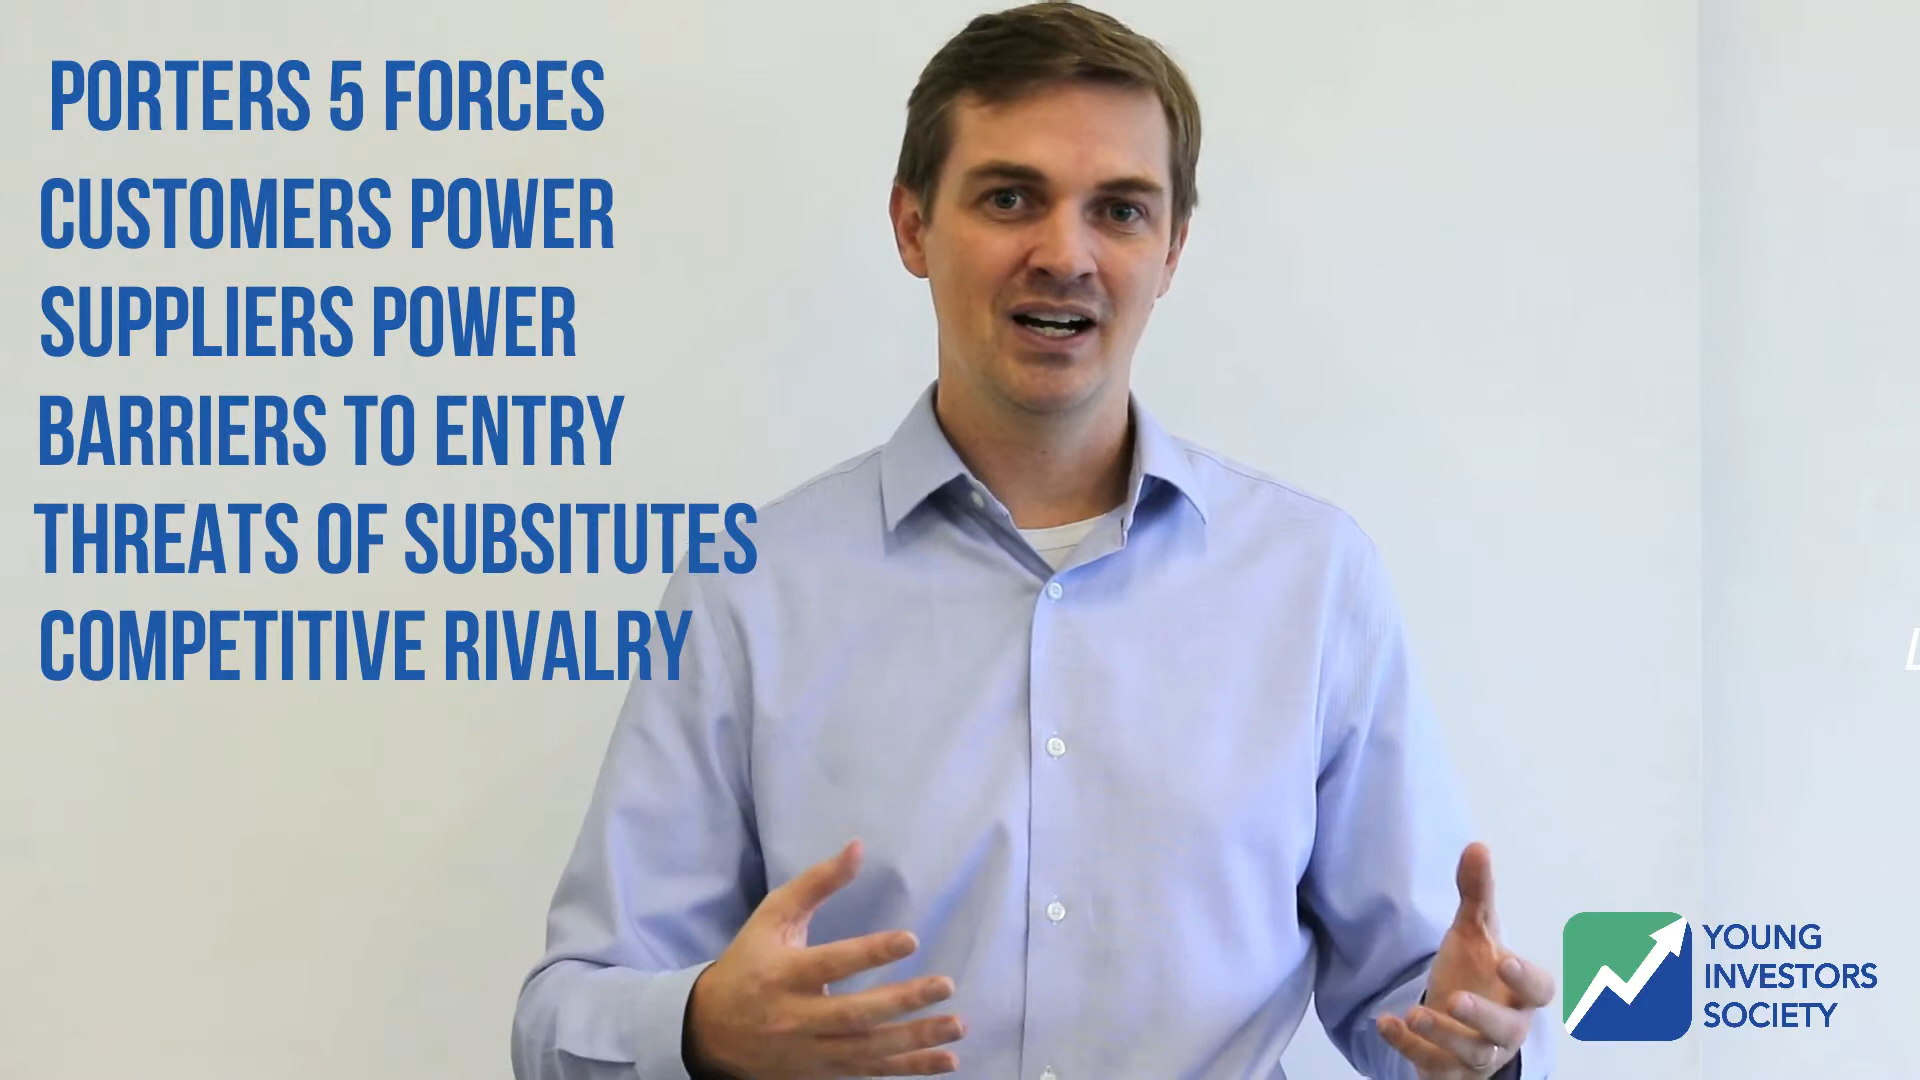 PORTERS 5 FORCES
CUSTOMERS POWER
SUPPLIERS POWER
BARRIERS TO ENTRY
THREATS OF SUBSITUTES
COMPETITIVE RIVALRY
YOUNG
INVESTORS
SOCIETY